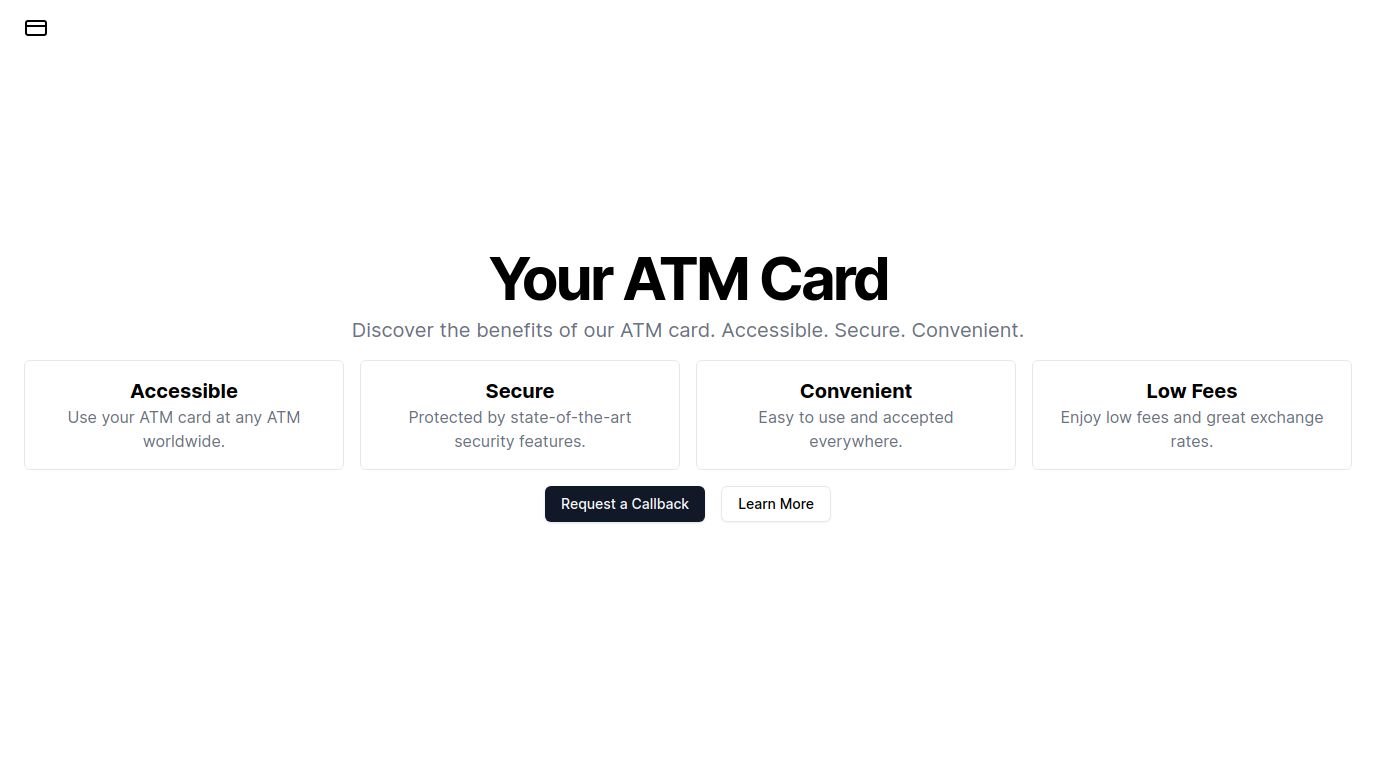 Your ATM Card
Discover the benefits of our ATM card. Accessible. Secure. Convenient.
Accessible
Use your ATM card at any ATM
worldwide.
Secure
Protected by state-of-the-art
security features.
Convenient
Easy to use and accepted
everywhere.
Low Fees
Enjoy low fees and great exchange
rates.
Request a Callback
Learn More